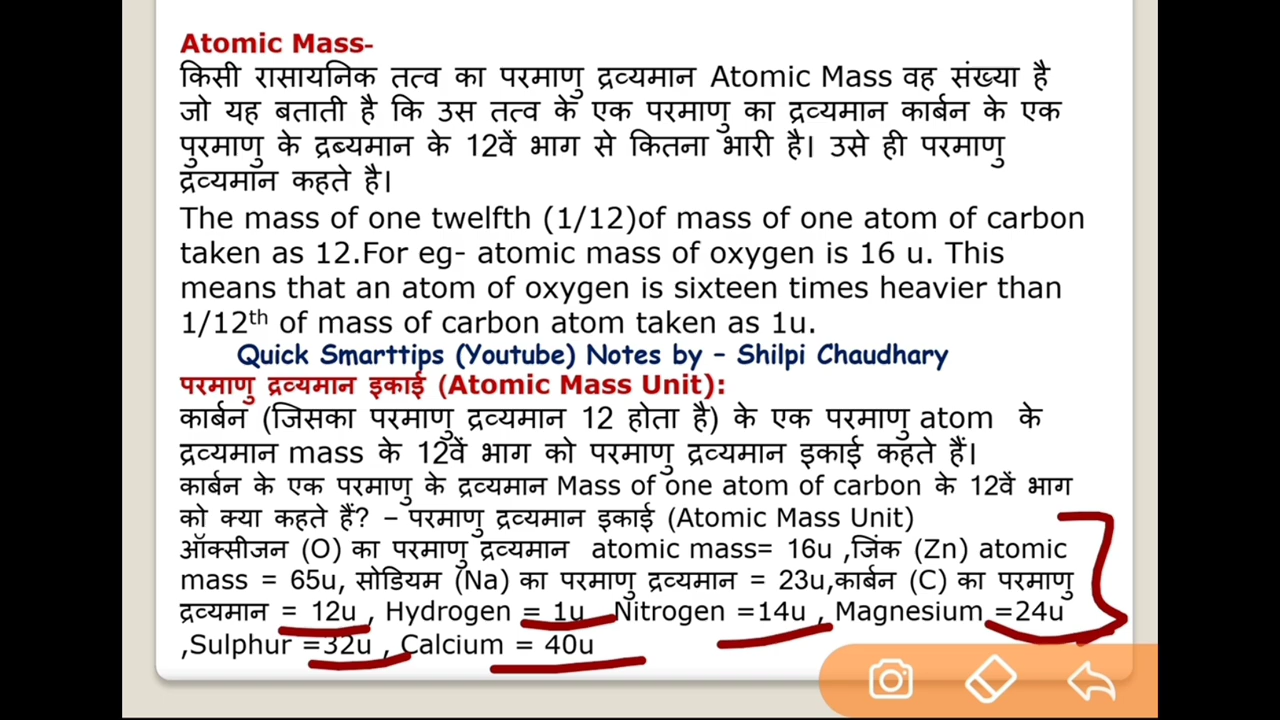 Atomic Mass-
किसी रासायनिक तत्व का परमाणु द्रव्यमान Atomic Mass वह संख्या है
जो यह बताती है कि उस तत्व के एक परमाणु का द्रव्यमान कार्बन के एक
पुरमाणु के द्रब्यमान के 12वें भाग से कितना भारी है। उसे ही परमाणु
द्रव्यमान कहते है।
The mass of one twelfth (1/12)of mass of one atom of carbon
taken as 12.For eg- atomic mass of oxygen is 16 u. This
means that an atom of oxygen is sixteen times heavier than
1/12th of mass of carbon atom taken as 1u.
Quick Smarttips (Youtube) Notes by – Shilpi Chaudhary
परमाणु द्रव्यमान इकाई (Atomic Mass Unit):
कार्बन (जिसका परमाणु द्रव्यमान 12 होता है) के एक परमाणु atom के
द्रव्यमान mass के 12वें भाग को परमाणु द्रव्यमान इकाई कहते हैं।
कार्बन के एक परमाणु के द्रव्यमान Mass of one atom of carbon के 12वें भाग
को क्या कहते हैं? – परमाणु द्रव्यमान इकाई (Atomic Mass Unit)
ऑक्सीजन (O) का परमाणु द्रव्यमान atomic mass= 16u ,जिंक (Zn) atomic
mass = 65u, सोडियम (Na) का परमाणु द्रव्यमान = 23u,कार्बन (C) का परमाणु
द्रव्यमान = 12u , Hydrogen = 1u Nitrogen =14u , Magnesium =24u
,Sulphur =32u , Calcium = 40u